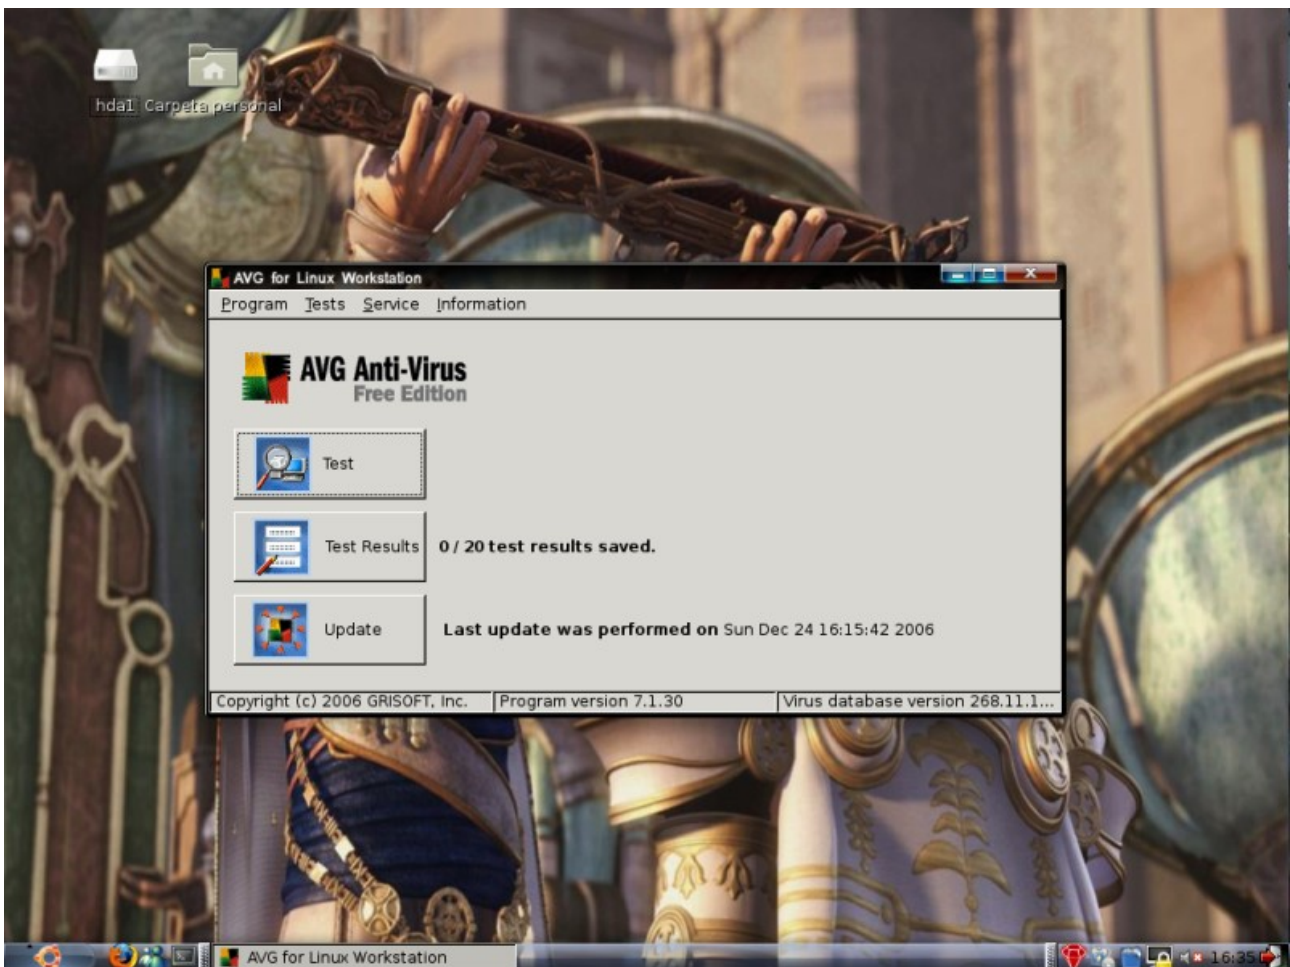 hda1 Carpeta personal
AVG for Linux Workstation
Program Tests Service Information
AVG Anti-Virus
Free Edition
Test
Test Results 0 / 20 test results saved.
Update Last update was performed on Sun Dec 24 16:15:42 2006
Copyright (c) 2006 GRISOFT, Inc. Program version 7.1.30 Virus database version 268.11.1...
AVG for Linux Workstation 16:35